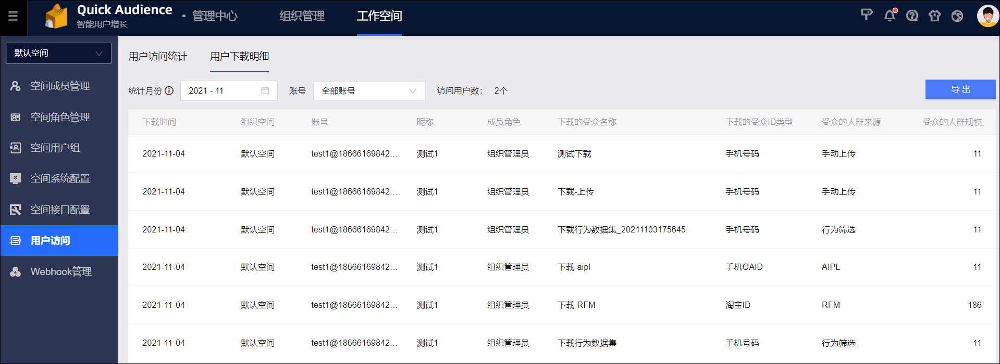 Quick Audience
智能用户增长
· 管理中心 组织管理 工作空间
默认空间
空间成员管理
空间角色管理
空间用户组
空间系统配置
空间接口配置
用户访问
Webhook管理
用户访问统计 用户下载明细
统计月份 2021 - 11 账号 全部账号 访问用户数： 2个 导 出
下载时间 组织空间 账号 昵称 成员角色 下载的受众名称 下载的受众ID类型 受众的人群来源 受众的人群规模
2021-11-04 默认空间 test1@18666169842... 测试1 组织管理员 测试下载 手机号码 手动上传 11
2021-11-04 默认空间 test1@18666169842... 测试1 组织管理员 下载-上传 手机号码 手动上传 11
2021-11-04 默认空间 test1@18666169842... 测试1 组织管理员 下载行为数据集_20211103175645 手机号码 行为筛选 11
2021-11-04 默认空间 test1@18666169842... 测试1 组织管理员 下载-aipl 手机OAID AIPL 11
2021-11-04 默认空间 test1@18666169842... 测试1 组织管理员 下载-RFM 淘宝ID RFM 186
2021-11-04 默认空间 test1@18666169842... 测试1 组织管理员 下载行为数据集 手机号码 行为筛选 11